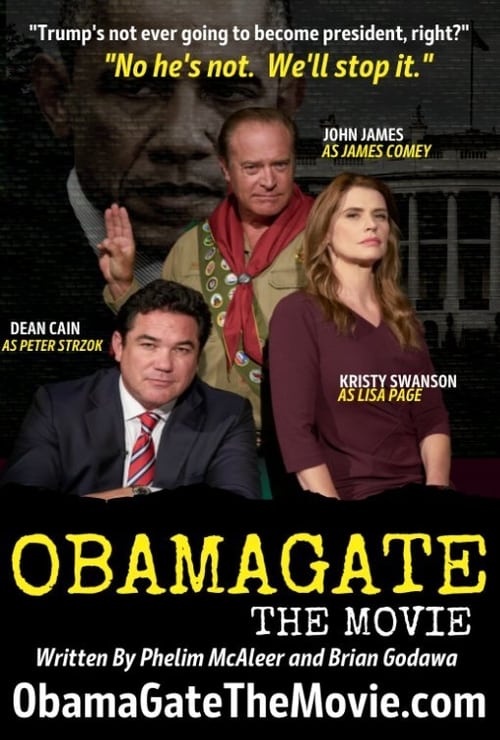 "Trump's not ever going to become president, right?"
"No he's not. We'll stop it."
JOHN JAMES
AS JAMES COMEY
DEAN CAIN
AS PETER STRZOK
KRISTY SWANSON
AS LISA PAGE
OBAMAGATE
THE MOVIE
Written By Phelim McAleer and Brian Godawa
ObamaGateTheMovie.com